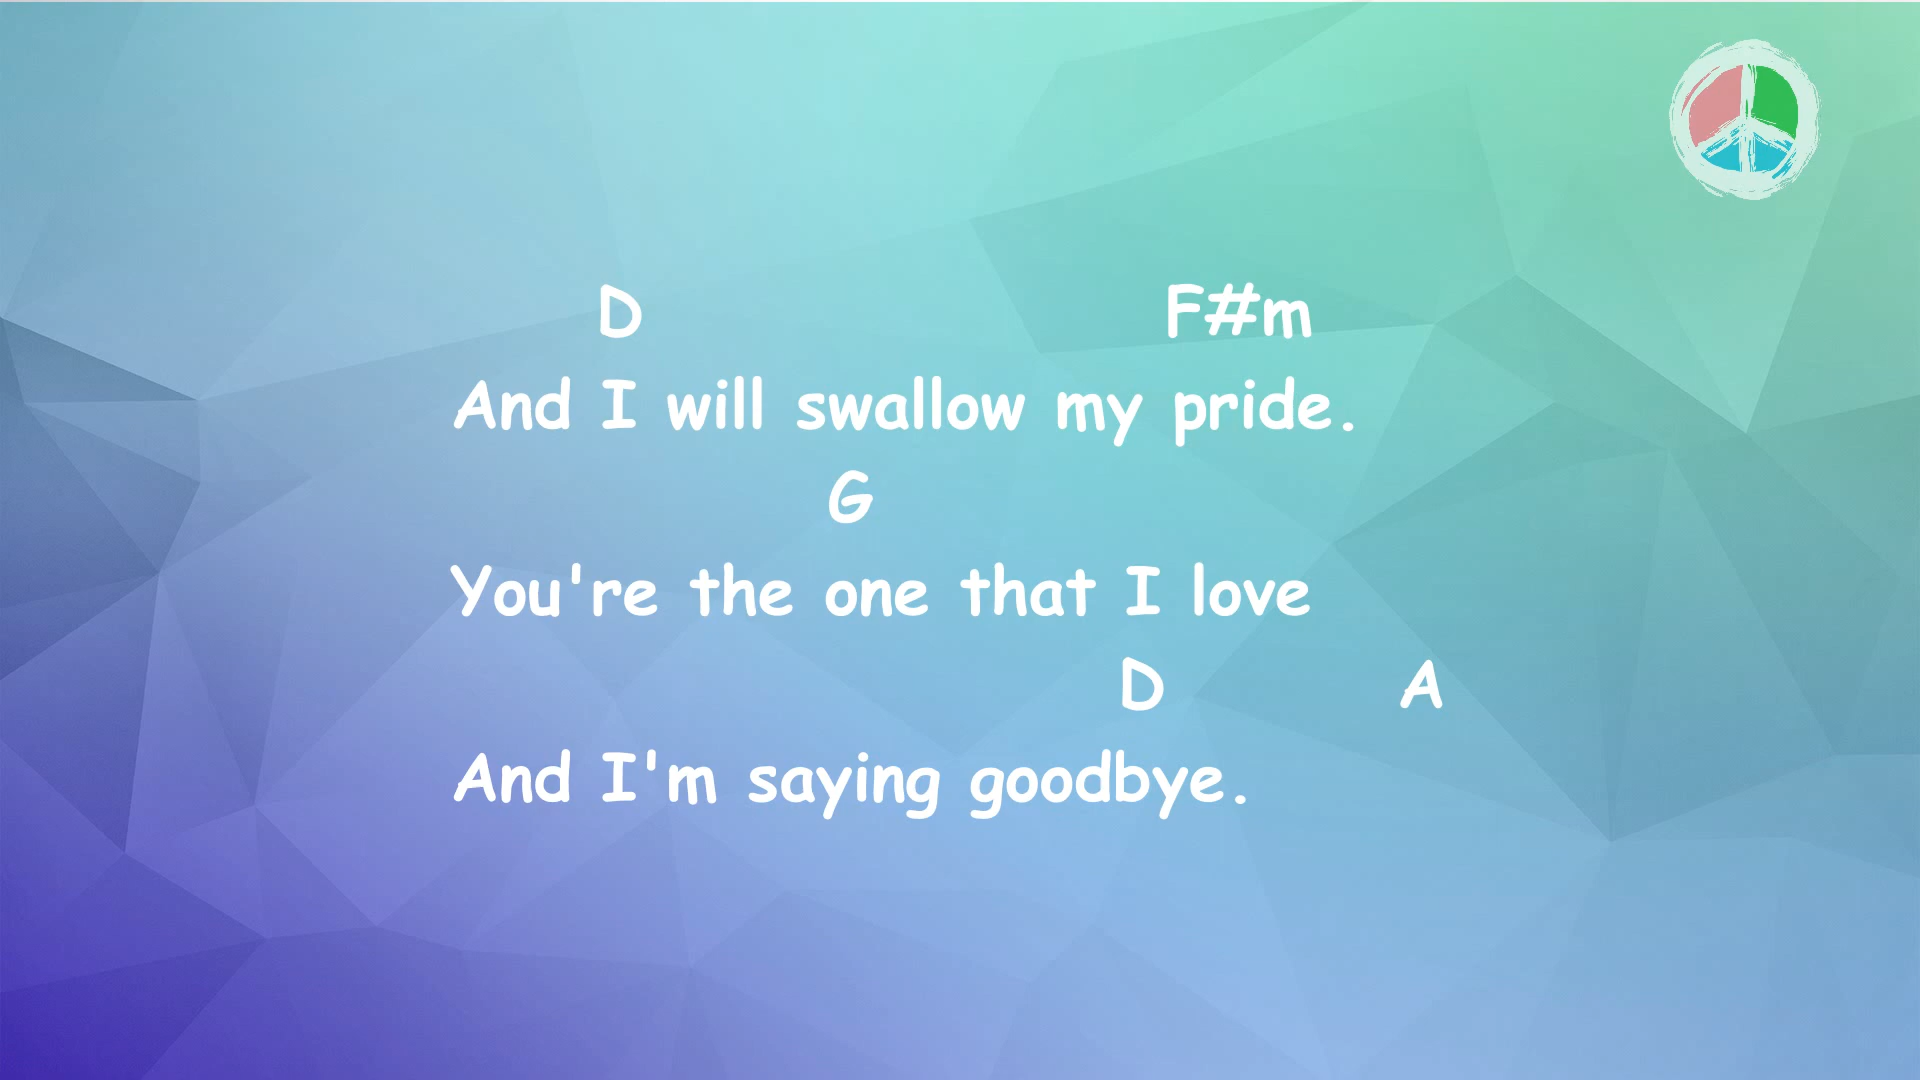 D F#m
And I will swallow my pride.
G
You're the one that I love
D A
And I'm saying goodbye.